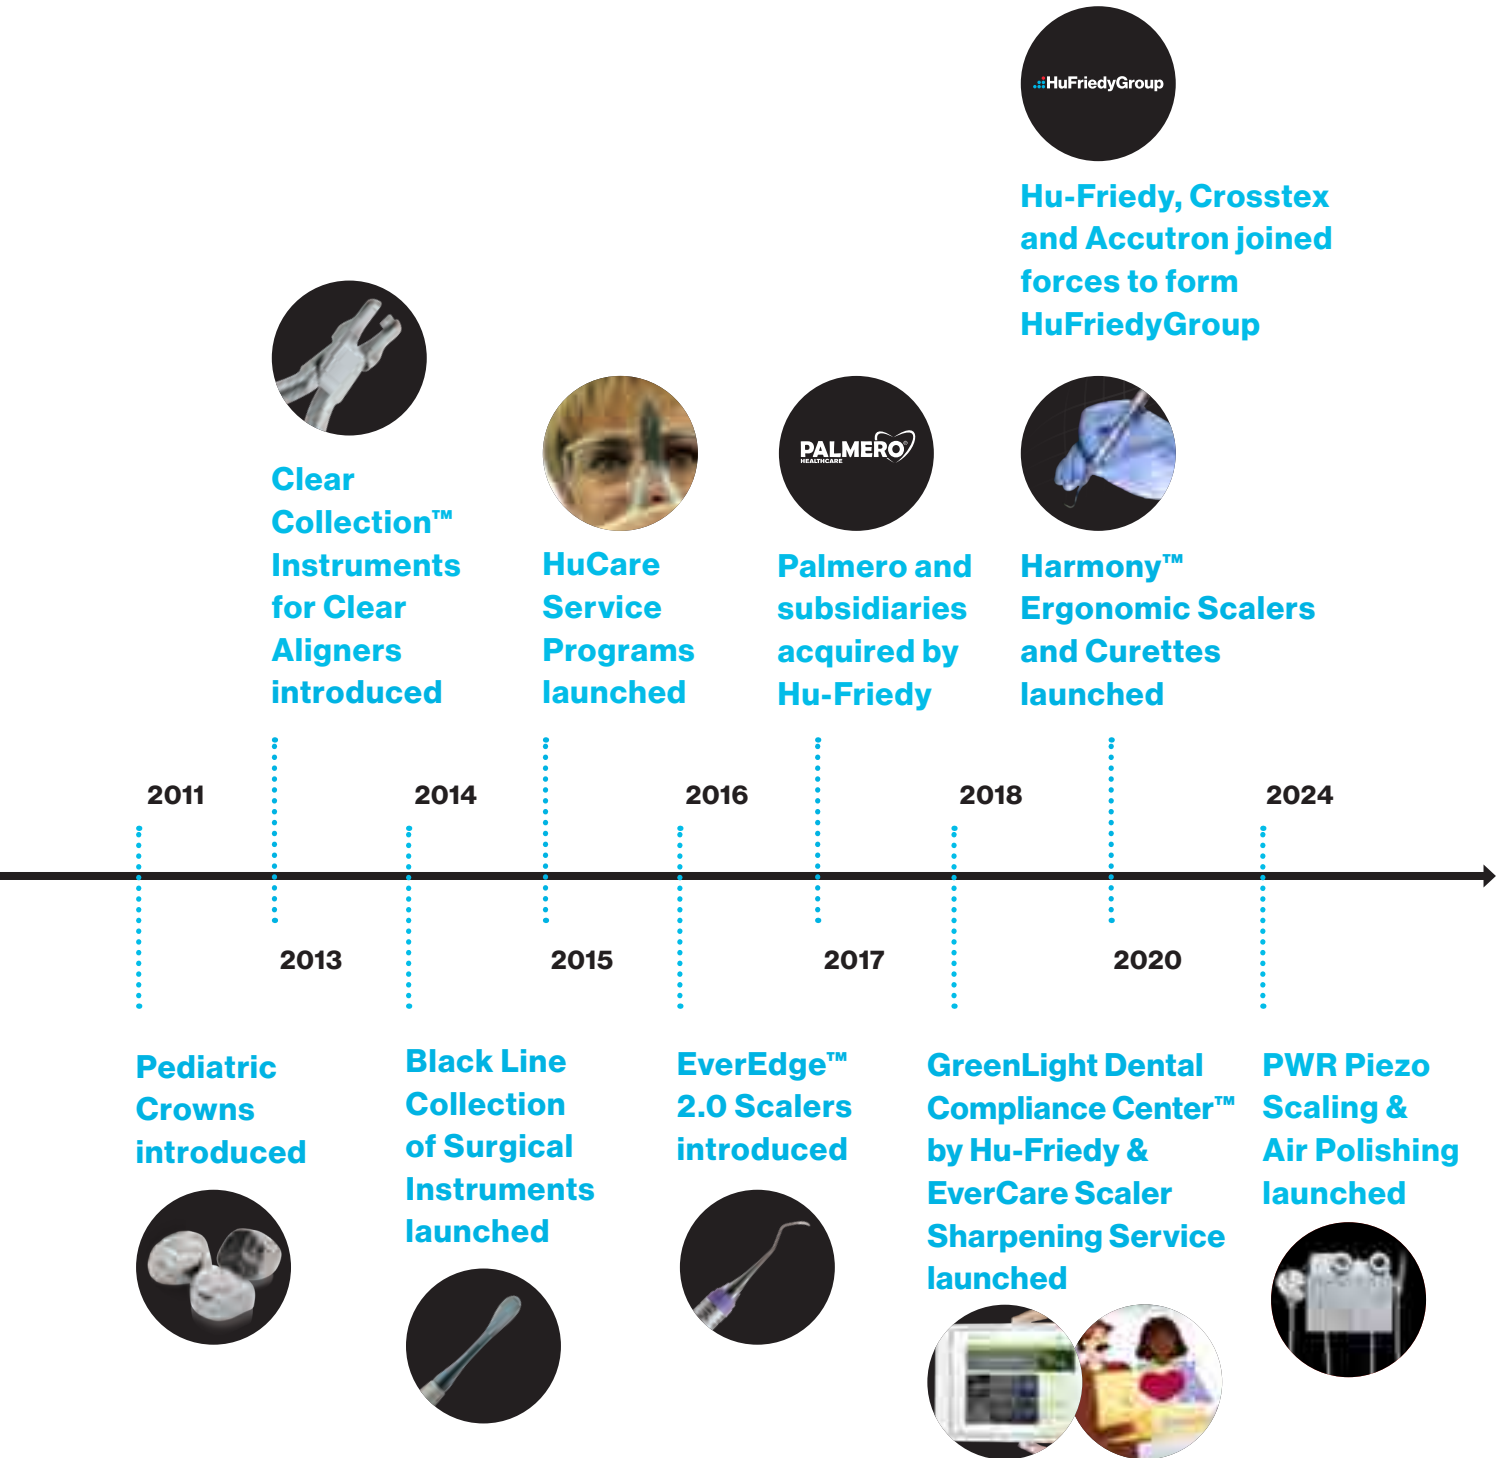 HuFriedyGroup
Hu-Friedy, Crosstex
and Accutron joined
forces to form
HuFriedyGroup
Clear
Collection™
Instruments
for Clear
Aligners
introduced
HuCare
Service
Programs
launched
PALMERO®
HEALTHCARE
Palmero and
subsidiaries
acquired by
Hu-Friedy
Harmony™
Ergonomic Scalers
and Curettes
launched
2011
2014
2016
2018
2024
2013
2015
2017
2020
Pediatric
Crowns
introduced
Black Line
Collection
of Surgical
Instruments
launched
EverEdge™
2.0 Scalers
introduced
GreenLight Dental
Compliance Center™
by Hu-Friedy &
EverCare Scaler
Sharpening Service
launched
PWR Piezo
Scaling &
Air Polishing
launched